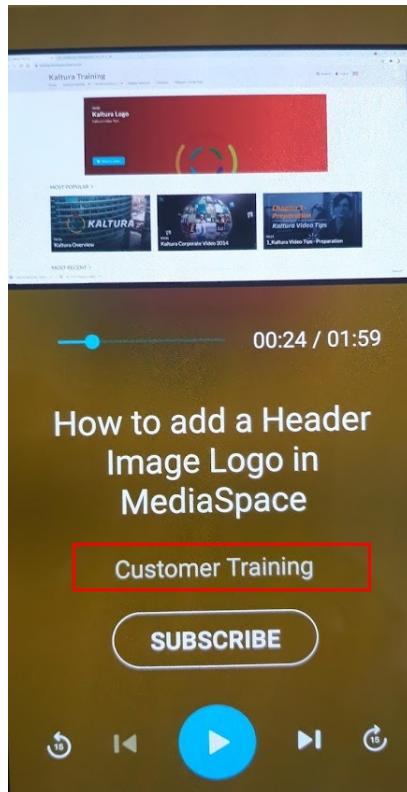 Kaltura Training
Kaltura Logo
MOST POPULAR >
KALTURA
Chapter 1 -
Preparation
Kaltura Video Tips
Kaltura Overview
Kaltura Corporate Video 2014
1_Kaltura Video Tips - Preparation
MOST RECENT >
00:24 / 01:59
How to add a Header
Image Logo in
MediaSpace
Customer Training
SUBSCRIBE
15
15